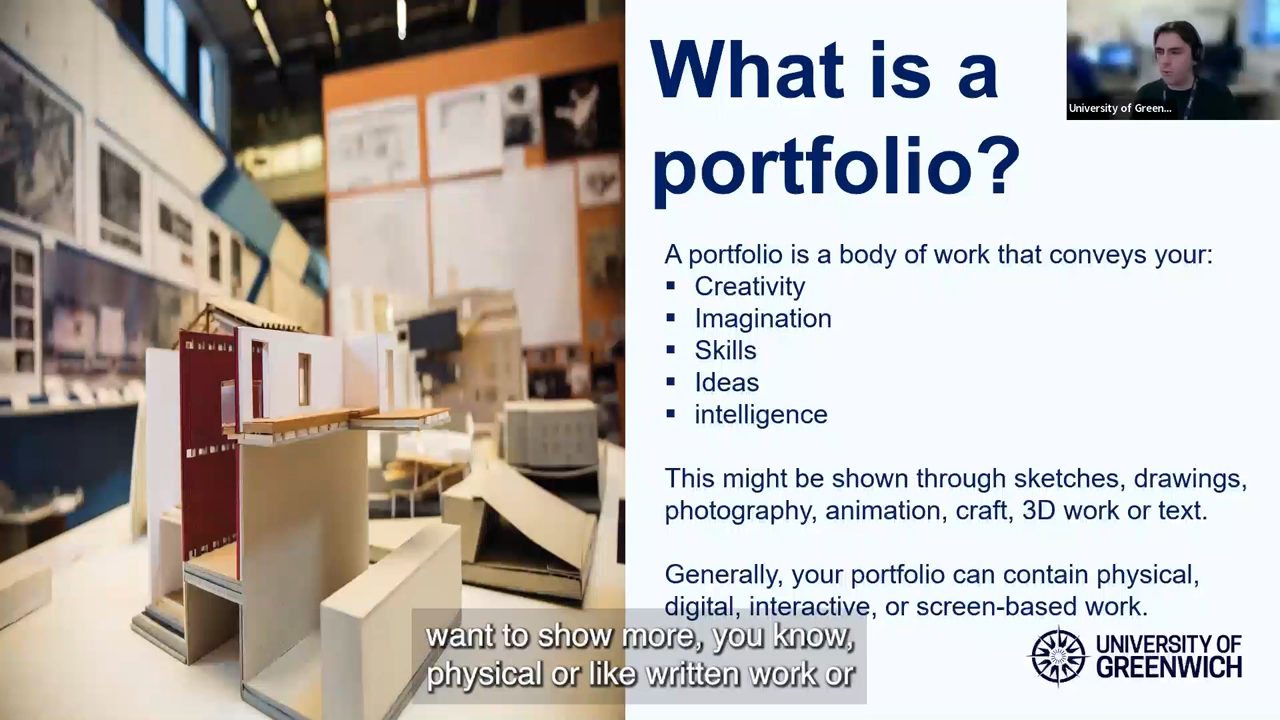 What is a
portfolio?
University of Green...
A portfolio is a body of work that conveys your:
▪ Creativity
▪ Imagination
▪ Skills
▪ Ideas
▪ intelligence
This might be shown through sketches, drawings,
photography, animation, craft, 3D work or text.
Generally, your portfolio can contain physical,
digital, interactive, or screen-based work.
want to show more, you know,
physical or like written work or
UNIVERSITY OF
GREENWICH